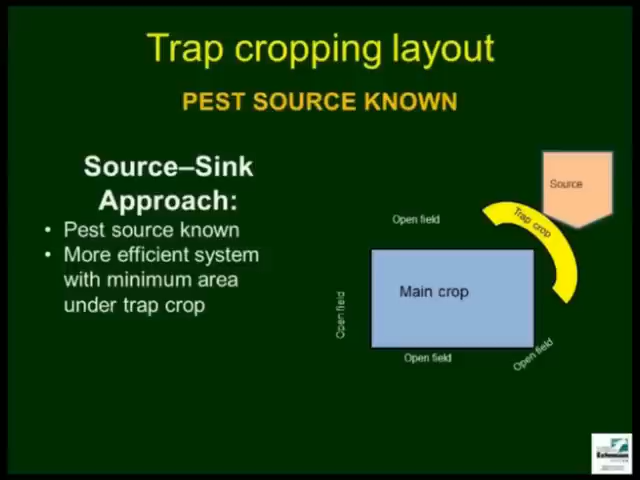 Trap cropping layout
PEST SOURCE KNOWN
Source–Sink
Approach:
• Pest source known
• More efficient system
with minimum area
under trap crop
Source
Trap crop
Open field
Main crop
Open field
Open field
Open field